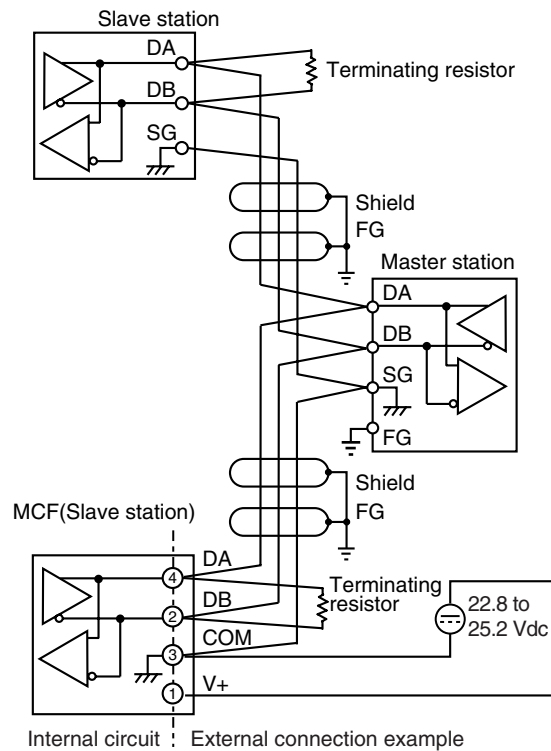 Slave station
DA
DB
SG
Terminating resistor
Shield
FG
Master station
DA
DB
SG
FG
Shield
FG
MCF(Slave station)
DA
4
Terminating
resistor
DB
2
COM
3
22.8 to
25.2 Vdc
V+
1
Internal circuit
External connection example